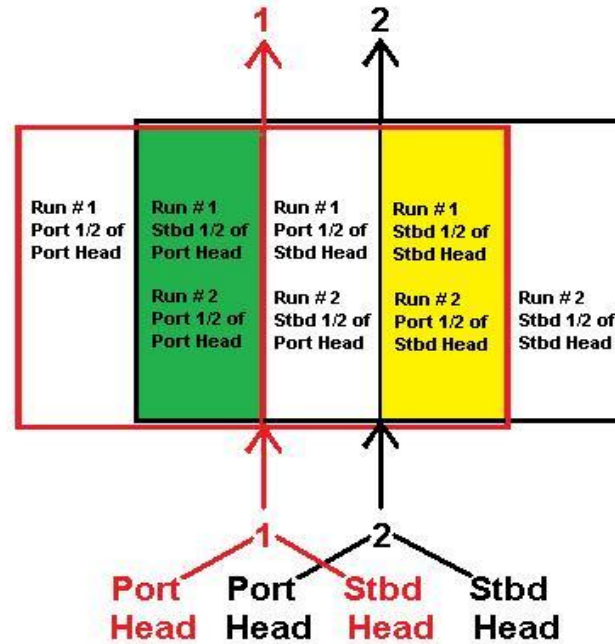 1
2
Run # 1
Port 1/2 of
Port Head
Run # 1
Stbd 1/2 of
Port Head
Run # 2
Port 1/2 of
Port Head
Run # 1
Port 1/2 of
Stbd Head
Run # 2
Stbd 1/2 of
Port Head
Run # 1
Stbd 1/2 of
Stbd Head
Run # 2
Port 1/2 of
Stbd Head
Run # 2
Stbd 1/2 of
Stbd Head
1
2
Port
Head
Port
Head
Stbd
Head
Stbd
Head